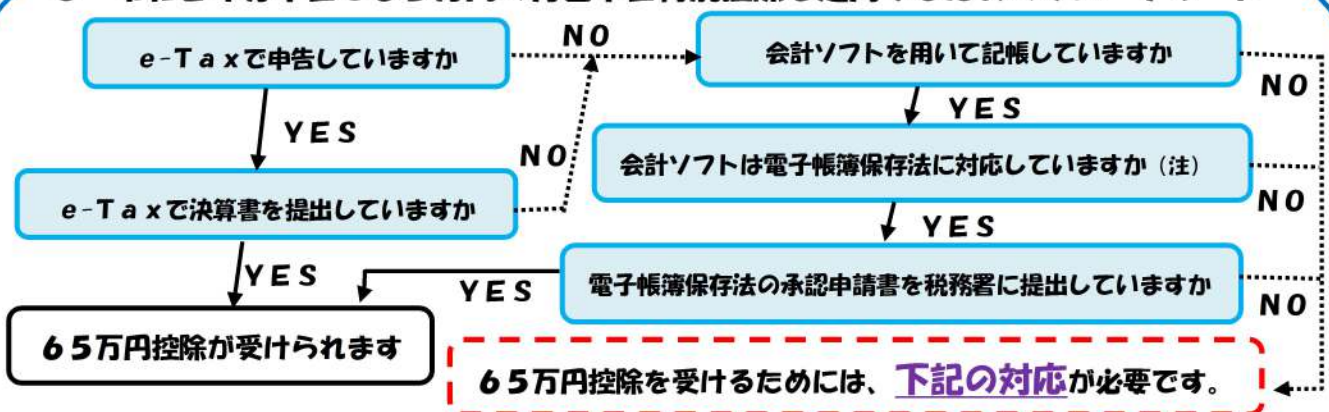 e-Taxで申告していますか
NO
会計ソフトを用いて記帳していますか
NO
YES
YES
NO
会計ソフトは電子帳簿保存法に対応していますか(注)
NO
e-Taxで決算書を提出していますか
YES
YES
YES
電子帳簿保存法の承認申請書を税務署に提出していますか
NO
65万円控除が受けられます
65万円控除を受けるためには、下記の対応が必要です。